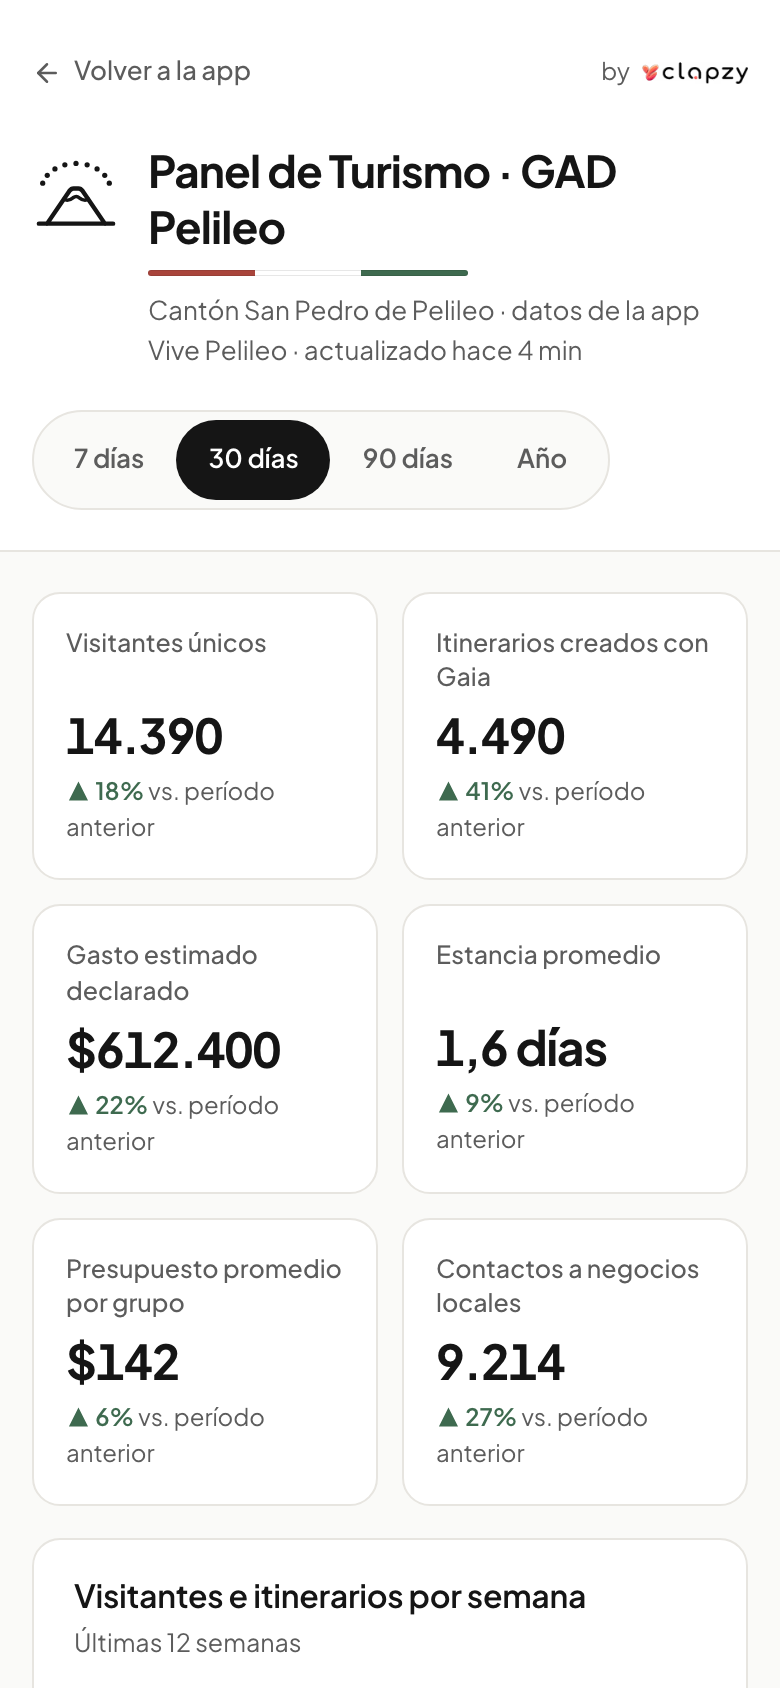 Volver a la app
by clapzy
Panel de Turismo · GAD
Pelileo
Cantón San Pedro de Pelileo · datos de la app
Vive Pelileo · actualizado hace 4 min
7 días
30 días
90 días
Año
Visitantes únicos
14.390
▲ 18% vs. período
anterior
Itinerarios creados con
Gaia
4.490
▲ 41% vs. período
anterior
Gasto estimado
declarado
$612.400
▲ 22% vs. período
anterior
Estancia promedio
1,6 días
▲ 9% vs. período
anterior
Presupuesto promedio
por grupo
$142
▲ 6% vs. período
anterior
Contactos a negocios
locales
9.214
▲ 27% vs. período
anterior
Visitantes e itinerarios por semana
Últimas 12 semanas